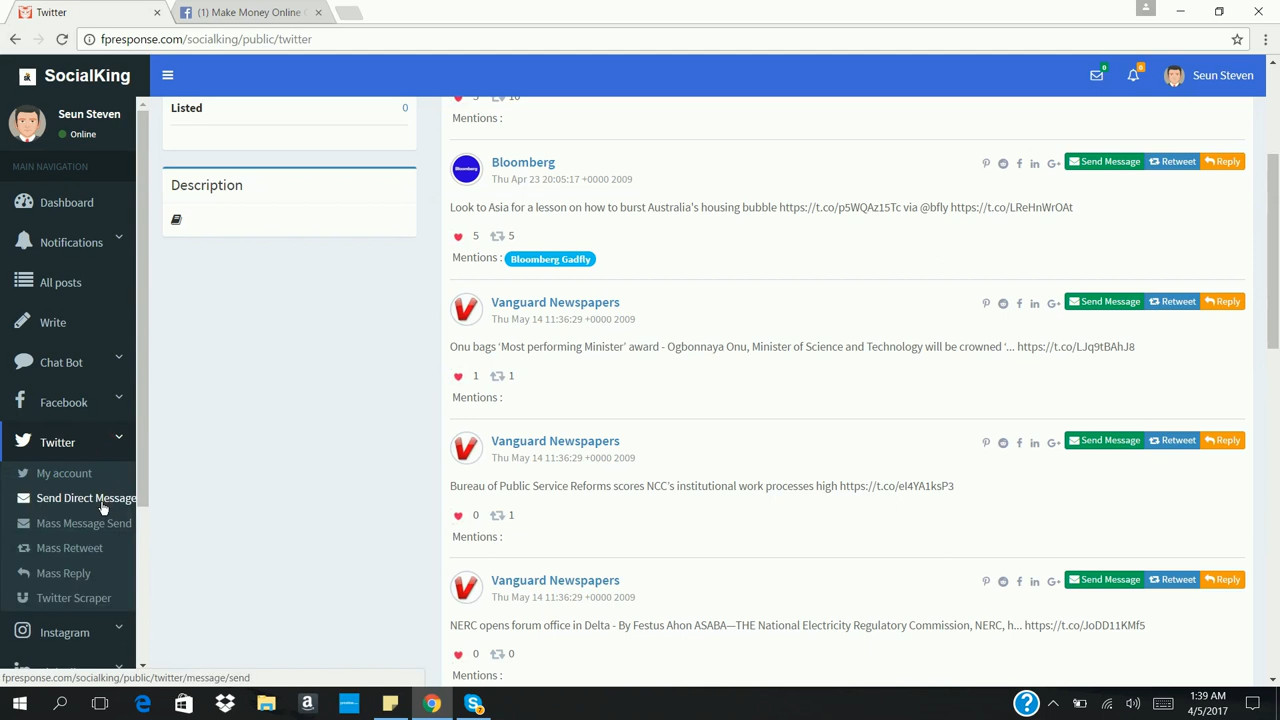 Twitter
(1) Make Money Online
fpresponse.com/socialking/public/twitter
SocialKing
0
0
Seun Steven
Seun Steven
Online
MAIN NAVIGATION
Dashboard
Notifications
All posts
Write
Chat Bot
Facebook
Twitter
My account
Send Direct Message
Mass Message Send
Mass Retweet
Mass Reply
Twitter Scraper
Instagram
Listed 0
Description
Mentions :
Bloomberg
Thu Apr 23 20:05:17 +0000 2009
Send Message Retweet Reply
Look to Asia for a lesson on how to burst Australia's housing bubble https://t.co/p5WQAz15Tc via @bfly https://t.co/LReHnWrOAt
5 5
Mentions : Bloomberg Gadfly
Vanguard Newspapers
Thu May 14 11:36:29 +0000 2009
Send Message Retweet Reply
Onu bags ‘Most performing Minister’ award - Ogbonnaya Onu, Minister of Science and Technology will be crowned ‘... https://t.co/LJq9tBAhJ8
1 1
Mentions :
Vanguard Newspapers
Thu May 14 11:36:29 +0000 2009
Send Message Retweet Reply
Bureau of Public Service Reforms scores NCC’s institutional work processes high https://t.co/eI4YA1ksP3
0 1
Mentions :
Vanguard Newspapers
Thu May 14 11:36:29 +0000 2009
Send Message Retweet Reply
NERC opens forum office in Delta - By Festus Ahon ASABA—THE National Electricity Regulatory Commission, NERC, h... https://t.co/JoDD11KMf5
0 0
Mentions :
fpresponse.com/socialking/public/twitter/message/send
1:39 AM
4/5/2017